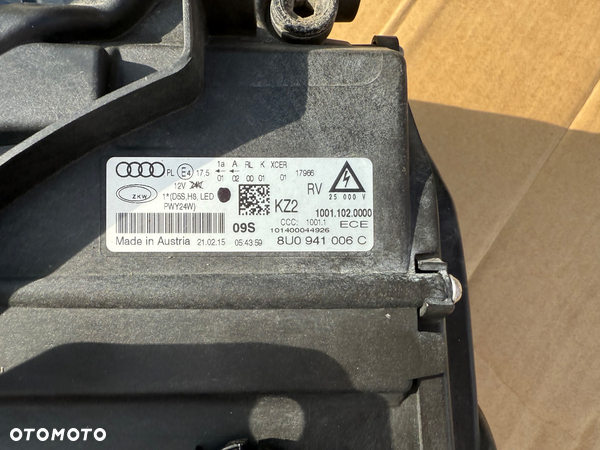 1a A RL K XCER
PL E4 17.5 01 02 00 01 01 17966
12V
ZKW 1*(D5S,H8, LED
PWY24W)
KZ2
RV
25 000 V
1001.102.0000
CCC: 1001.1 ECE
09S 101400044926
Made in Austria 21.02.15 05:43:59 8U0 941 006 C
OTOMOTO